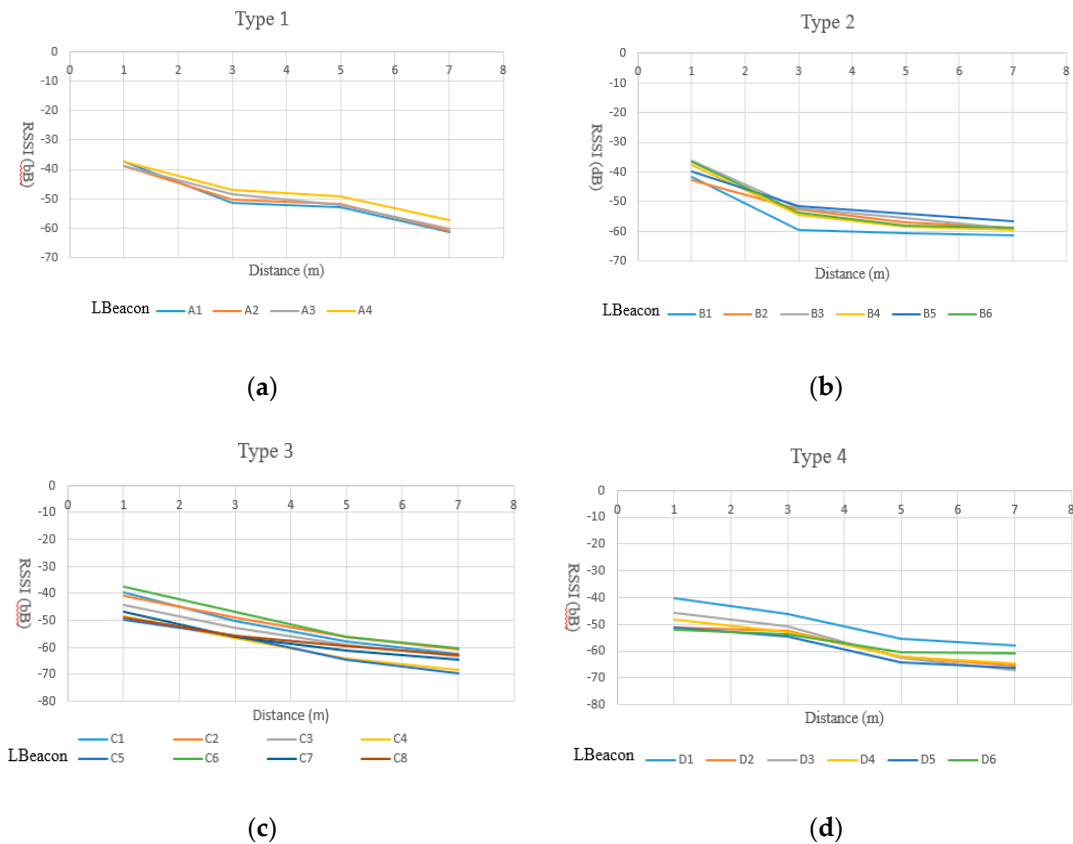 Type 1
0
0 1 2 3 4 5 6 7 8
-10
-20
-30
-40
-50
-60
-70
RSSI (bB)
Distance (m)
LBeacon A1 A2 A3 A4
(a)
Type 2
0
0 1 2 3 4 5 6 7 8
-10
-20
-30
-40
-50
-60
-70
RSSI (dB)
Distance (m)
LBeacon B1 B2 B3 B4 B5 B6
(b)
Type 3
0
0 1 2 3 4 5 6 7 8
-10
-20
-30
-40
-50
-60
-70
-80
RSSI (bB)
Distance (m)
C1 C2 C3 C4
LBeacon
C5 C6 C7 C8
(c)
Type 4
0
0 1 2 3 4 5 6 7 8
-10
-20
-30
-40
-50
-60
-70
-80
RSSI (bB)
Distance (m)
LBeacon D1 D2 D3 D4 D5 D6
(d)